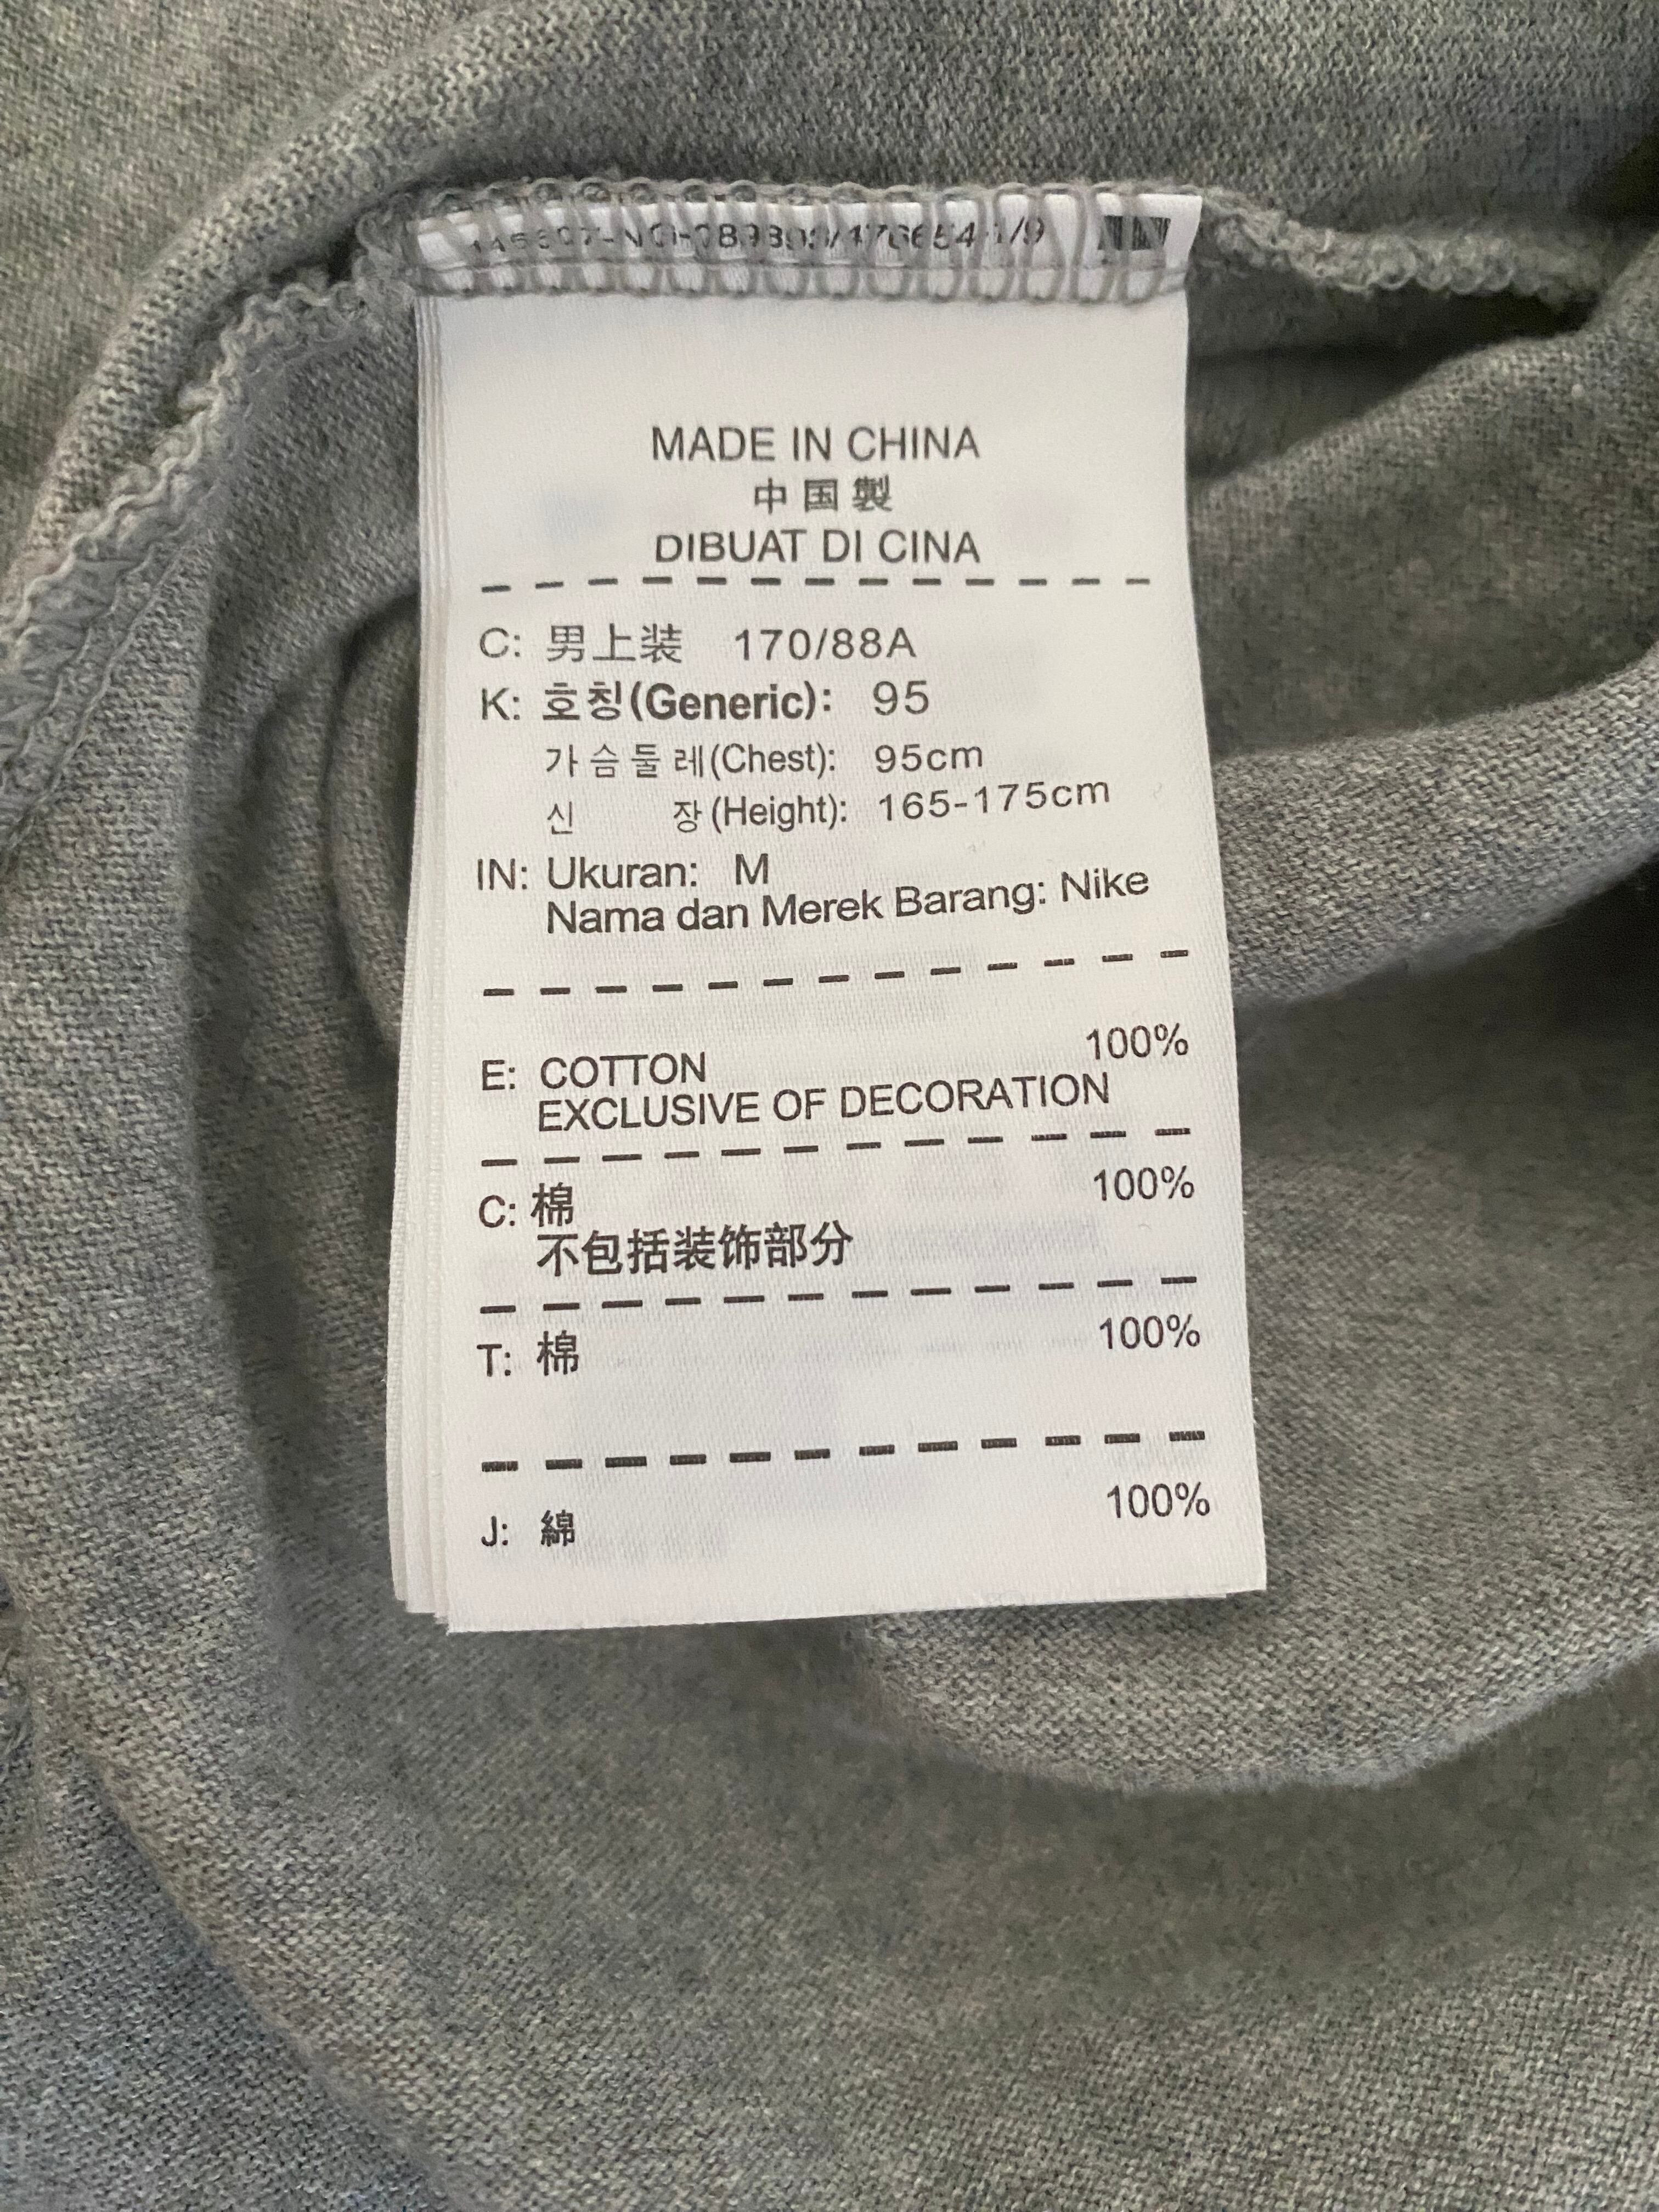 MADE IN CHINA
中国製
DIBUAT DI CINA
C: 男上装 170/88A
K: 호칭(Generic): 95
가슴둘레(Chest): 95cm
신 장(Height): 165-175cm
IN: Ukuran: M
Nama dan Merek Barang: Nike
E: COTTON 100%
EXCLUSIVE OF DECORATION
C: 棉 100%
不包括装饰部分
T: 棉 100%
J: 綿 100%